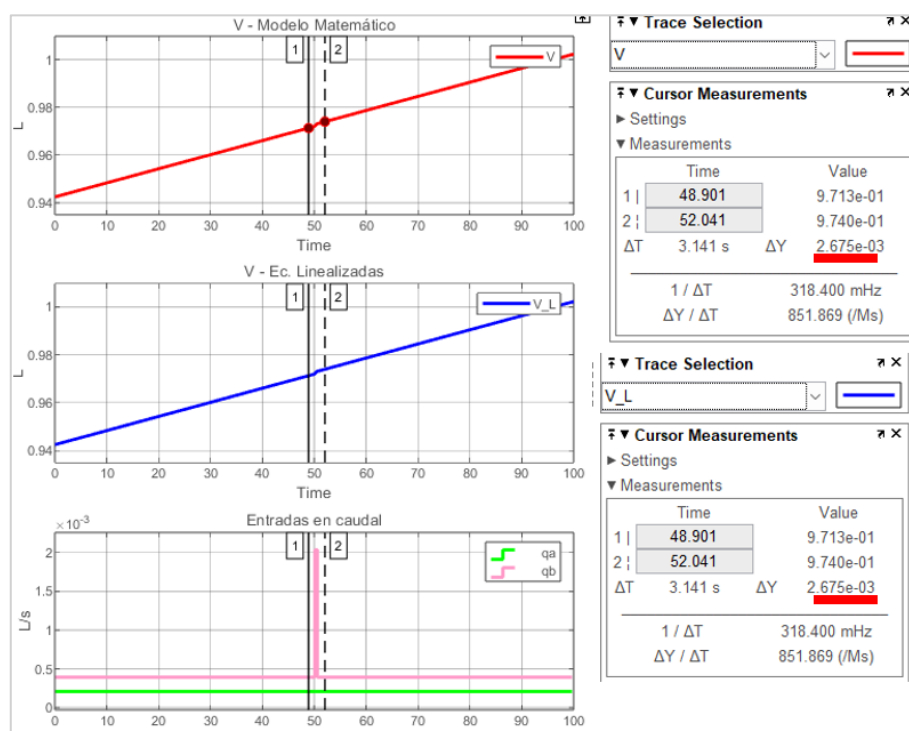 V - Modelo Matemático
1
2
V
1
0.98
0.96
0.94
L
0 10 20 30 40 50 60 70 80 90 100
Time
V - Ec. Linealizadas
1
2
V_L
1
0.98
0.96
0.94
L
0 10 20 30 40 50 60 70 80 90 100
Time
Entradas en caudal
×10⁻³
1
2
qa
qb
2
1.5
1
0.5
0
L/s
0 10 20 30 40 50 60 70 80 90 100
Time
Trace Selection
V
Cursor Measurements
Settings
Measurements
Time Value
1 | 48.901 9.713e-01
2 ¦ 52.041 9.740e-01
ΔT 3.141 s ΔY 2.675e-03
1 / ΔT 318.400 mHz
ΔY / ΔT 851.869 (/Ms)
Trace Selection
V_L
Cursor Measurements
Settings
Measurements
Time Value
1 | 48.901 9.713e-01
2 ¦ 52.041 9.740e-01
ΔT 3.141 s ΔY 2.675e-03
1 / ΔT 318.400 mHz
ΔY / ΔT 851.869 (/Ms)